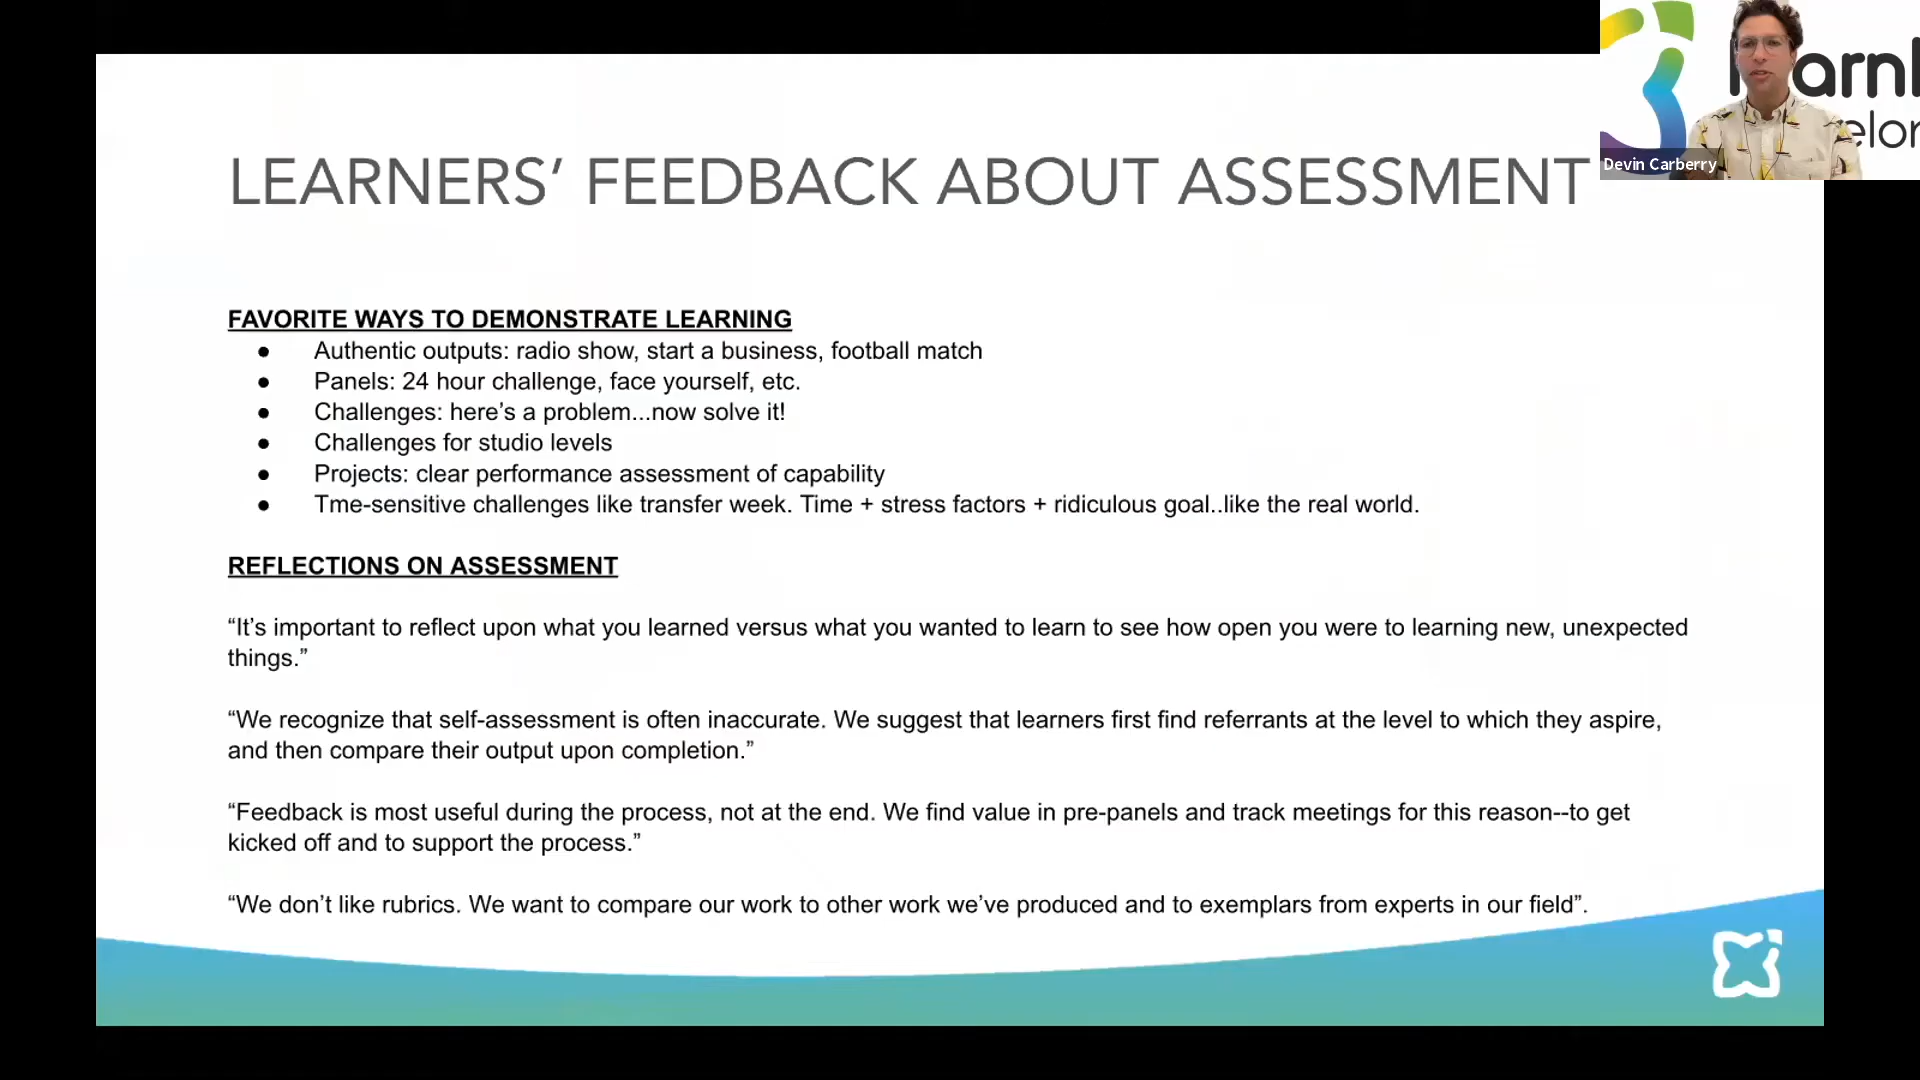 LEARNERS’ FEEDBACK ABOUT ASSESSMENT
arnl
elor
Devin Carberry
FAVORITE WAYS TO DEMONSTRATE LEARNING
● Authentic outputs: radio show, start a business, football match
● Panels: 24 hour challenge, face yourself, etc.
● Challenges: here’s a problem...now solve it!
● Challenges for studio levels
● Projects: clear performance assessment of capability
● Tme-sensitive challenges like transfer week. Time + stress factors + ridiculous goal..like the real world.
REFLECTIONS ON ASSESSMENT
“It’s important to reflect upon what you learned versus what you wanted to learn to see how open you were to learning new, unexpected
things.”
“We recognize that self-assessment is often inaccurate. We suggest that learners first find referrants at the level to which they aspire,
and then compare their output upon completion.”
“Feedback is most useful during the process, not at the end. We find value in pre-panels and track meetings for this reason--to get
kicked off and to support the process.”
“We don’t like rubrics. We want to compare our work to other work we’ve produced and to exemplars from experts in our field”.